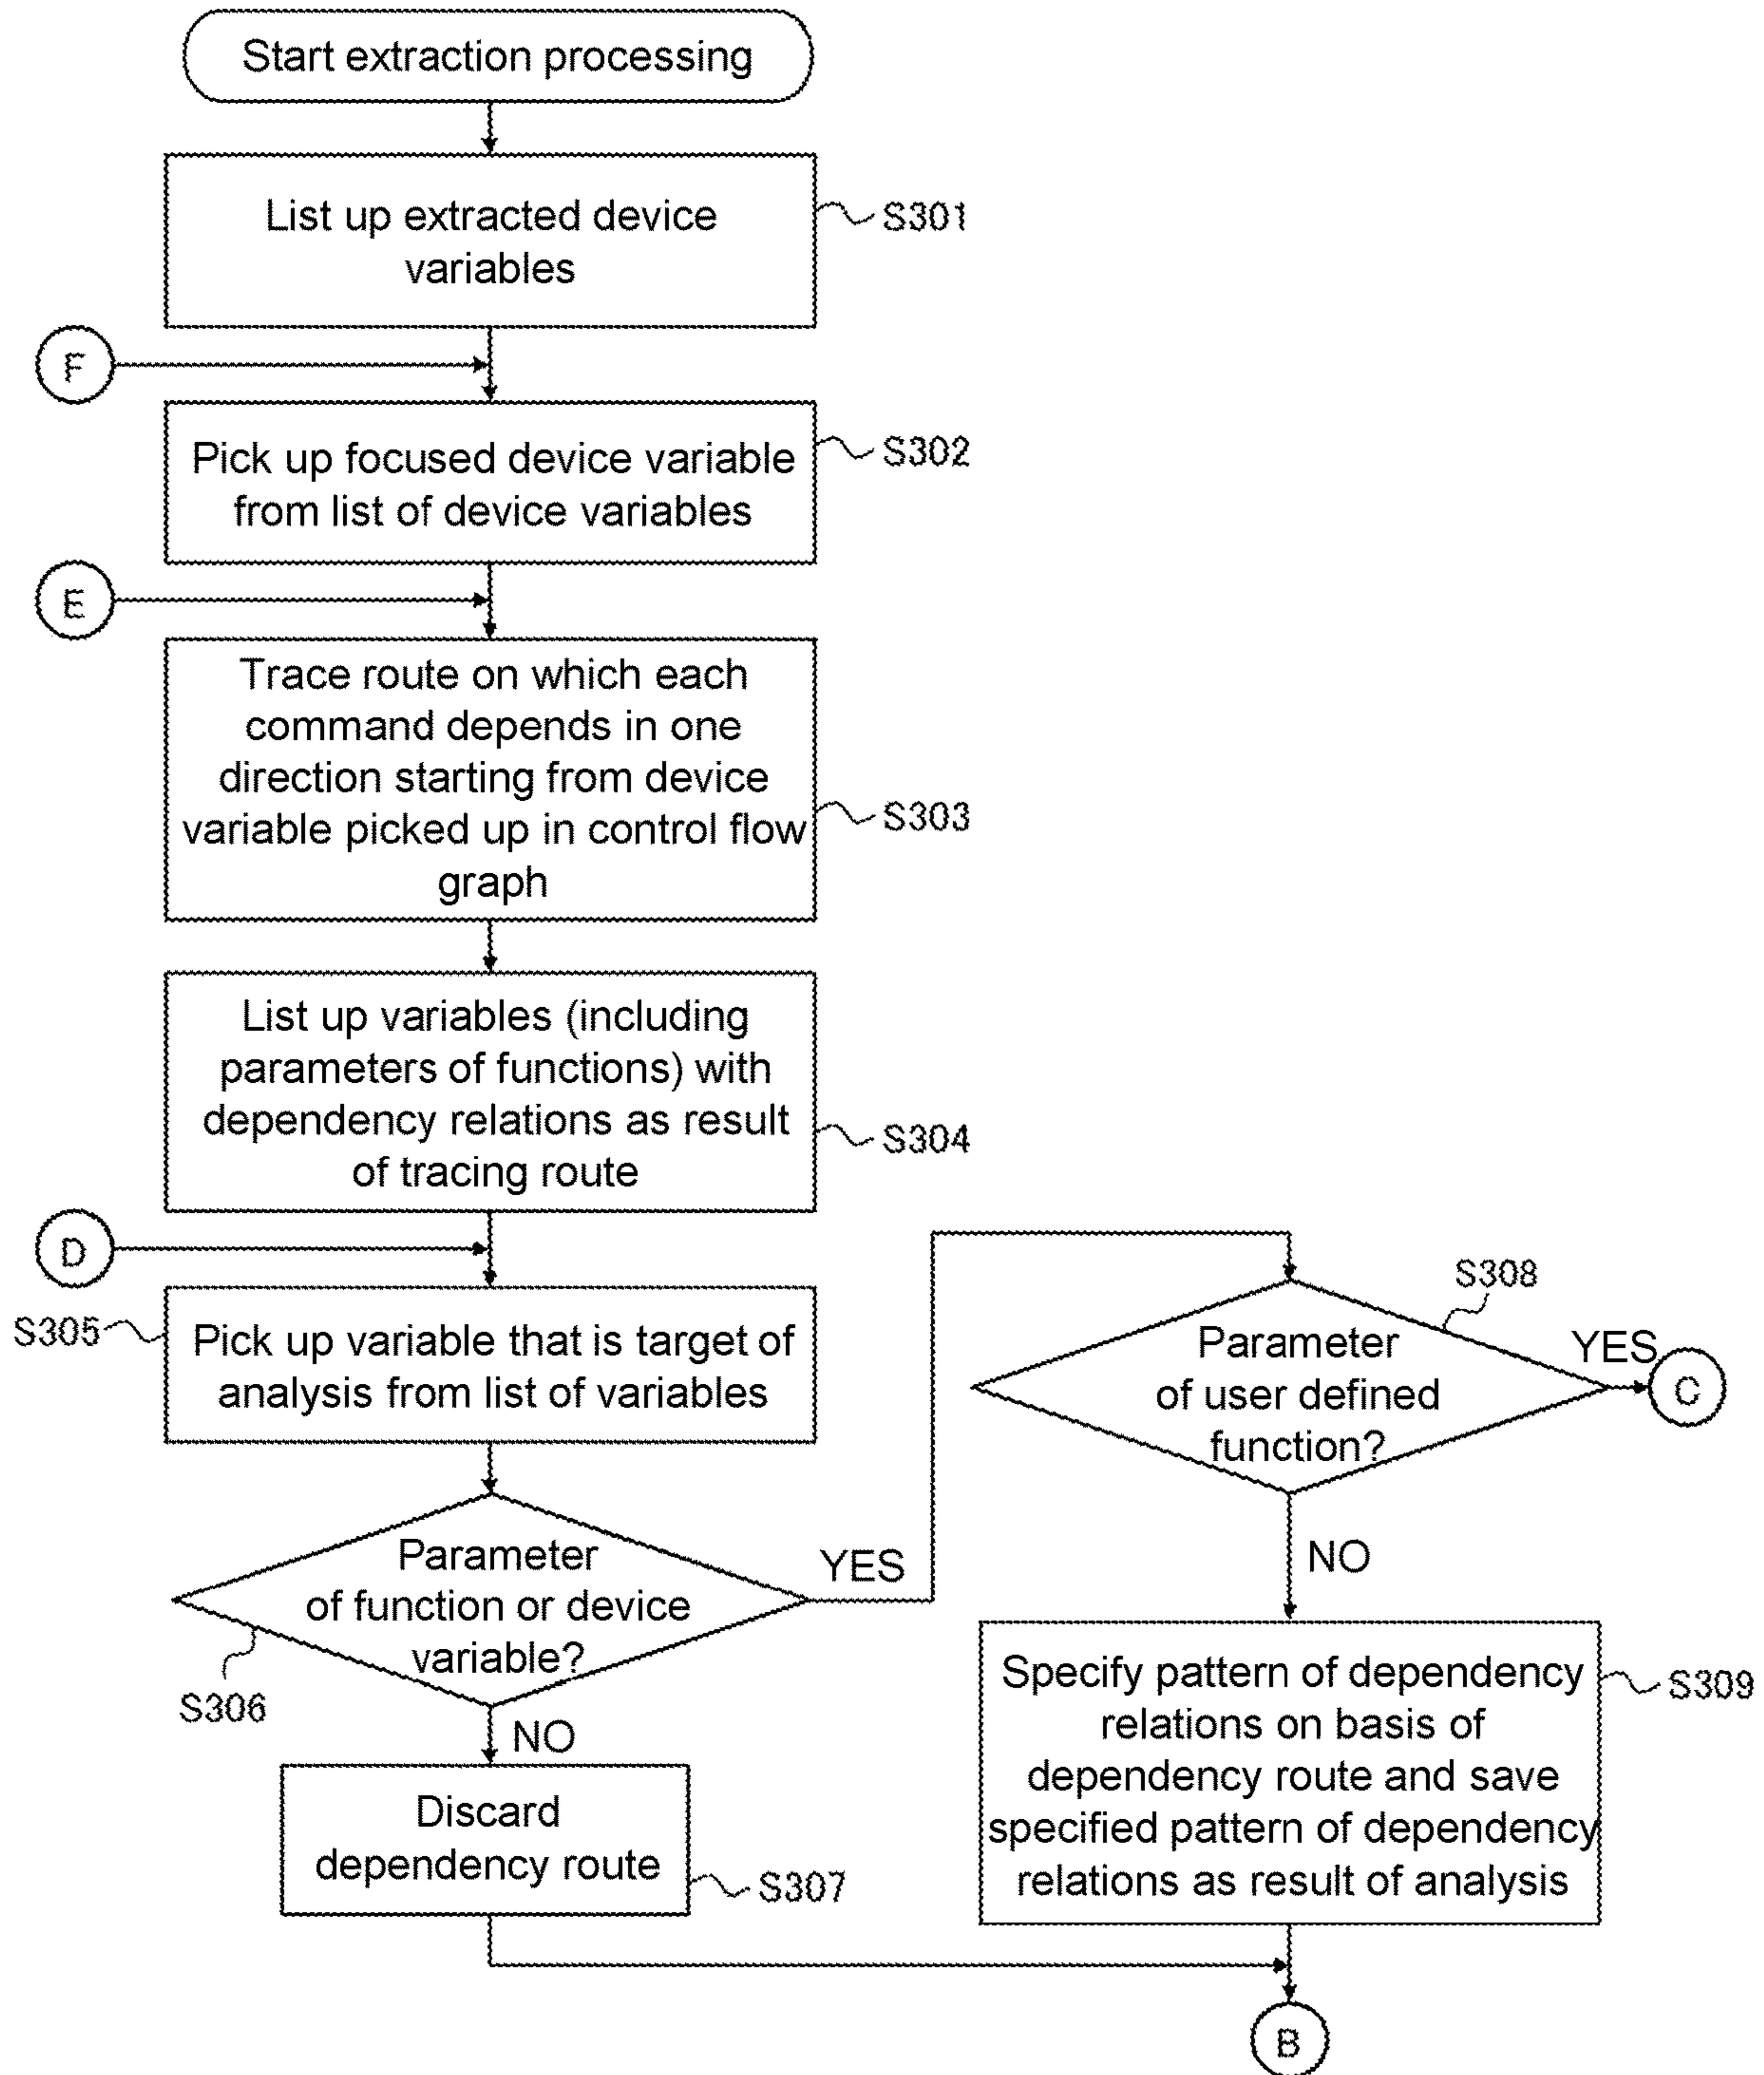 Start extraction processing
List up extracted device
variables
S301
F
Pick up focused device variable
from list of device variables
S302
E
Trace route on which each
command depends in one
direction starting from device
variable picked up in control flow
graph
S303
List up variables (including
parameters of functions) with
dependency relations as result
of tracing route
S304
D
S305
Pick up variable that is target of
analysis from list of variables
Parameter
of function or device
variable?
S306
YES
NO
Discard
dependency route
S307
S308
Parameter
of user defined
function?
YES
C
NO
Specify pattern of dependency
relations on basis of
dependency route and save
specified pattern of dependency
relations as result of analysis
S309
B